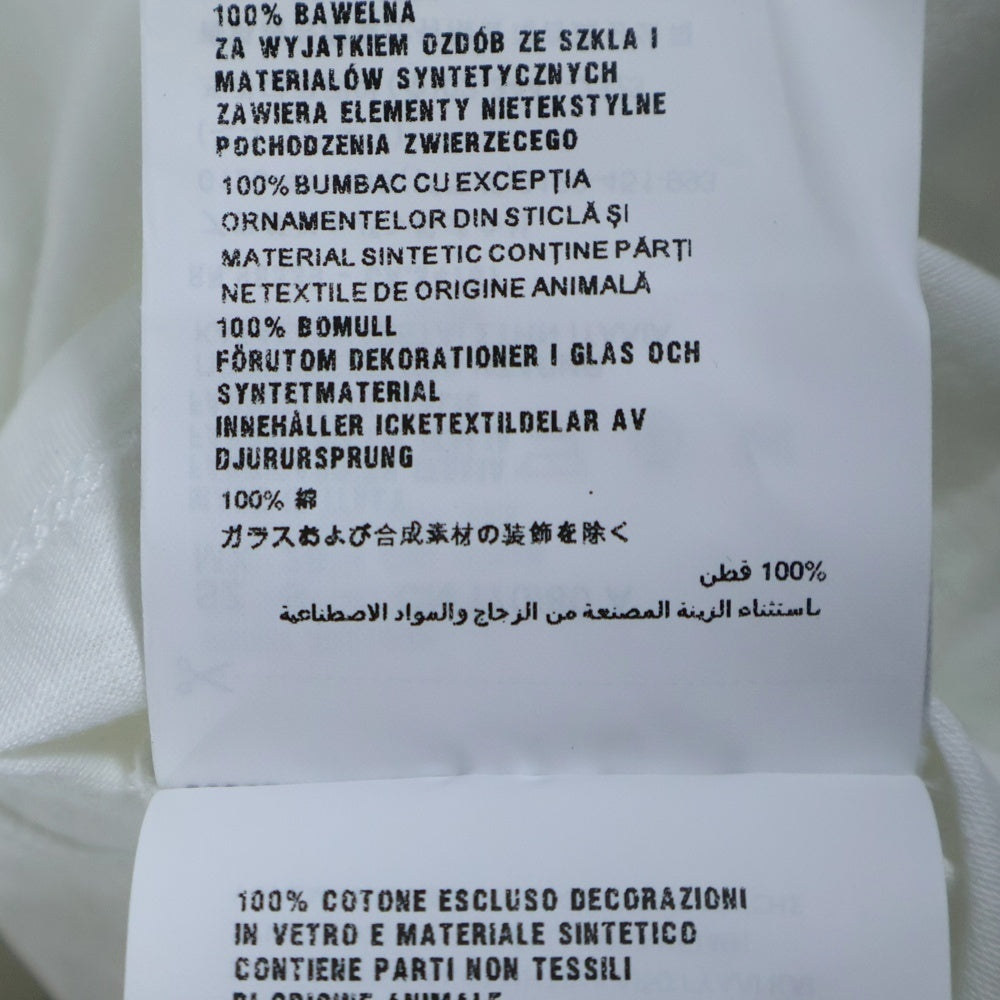 100% BAWELNA
ZA WYJATKIEM OZDÓB ZE SZKLA I
MATERIALÓW SYNTETYCZNYCH
ZAWIERA ELEMENTY NIETEKSTYLNE
POCHODZENIA ZWIERZECEGO
100% BUMBAC CU EXCEPȚIA
ORNAMENTELOR DIN STICLĂ ȘI
MATERIAL SINTETIC CONȚINE PĂRȚI
NETEXTILE DE ORIGINE ANIMALĂ
100% BOMULL
FÖRUTOM DEKORATIONER I GLAS OCH
SYNTETMATERIAL
INNEHÅLLER ICKETEXTILDELAR AV
DJURURSPRUNG
100% 綿
ガラスおよび合成素材の装飾を除く
100% قطن
باستثناء الزينة المصنعة من الزجاج والمواد الاصطناعية
100% COTONE ESCLUSO DECORAZIONI
IN VETRO E MATERIALE SINTETICO
CONTIENE PARTI NON TESSILI
DI ORIGINE ANIMALE